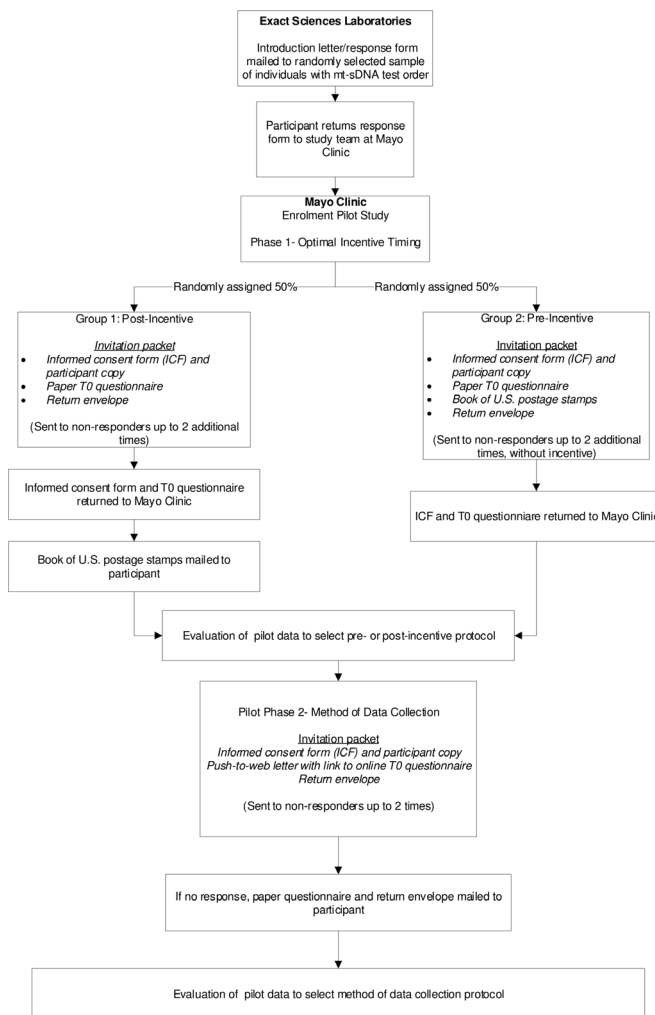 Exact Sciences Laboratories
Introduction letter/response form
mailed to randomly selected sample
of individuals with mt-sDNA test order
Participant returns response
form to study team at Mayo
Clinic
Mayo Clinic
Enrolment Pilot Study
Phase 1- Optimal Incentive Timing
Randomly assigned 50%
Randomly assigned 50%
Group 1: Post-Incentive
Invitation packet
• Informed consent form (ICF) and
participant copy
• Paper T0 questionnaire
• Return envelope
(Sent to non-responders up to 2 additional
times)
Group 2: Pre-Incentive
Invitation packet
• Informed consent form (ICF) and
participant copy
• Paper T0 questionnaire
• Book of U.S. postage stamps
• Return envelope
(Sent to non-responders up to 2 additional
times, without incentive)
Informed consent form and T0 questionnaire
returned to Mayo Clinic
ICF and T0 questionniare returned to Mayo Clinic
Book of U.S. postage stamps mailed to
participant
Evaluation of pilot data to select pre- or post-incentive protocol
Pilot Phase 2- Method of Data Collection
Invitation packet
Informed consent form (ICF) and participant copy
Push-to-web letter with link to online T0 questionnaire
Return envelope
(Sent to non-responders up to 2 times)
If no response, paper questionnaire and return envelope mailed to
participant
Evaluation of pilot data to select method of data collection protocol